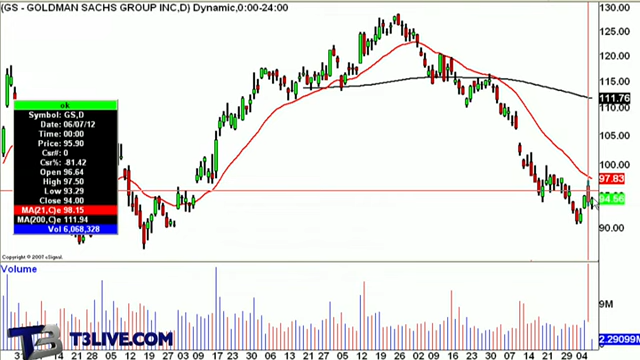 (GS - GOLDMAN SACHS GROUP INC,D) Dynamic,0:00-24:00
130.00
125.00
120.00
115.00
111.76
110.00
105.00
100.00
97.83
94.56
90.00
ok
Symbol: GS,D
Date: 06/07/12
Time: 00:00
Price: 95.90
Csr#: 0
Csr%: -81.42
Open 96.64
High 97.50
Low 93.29
Close 94.00
MA(21,C)e 98.15
MA(200,C)e 111.94
Vol 6,068,328
Copyright © 2007 eSignal.
Volume
9M
2.29099
T3 T3LIVE.COM
14 21 28 05 12 19 27 03 09 17 23 30 06 13 21 27 05 12 19 26 02 09 16 23 30 07 14 21 29 04